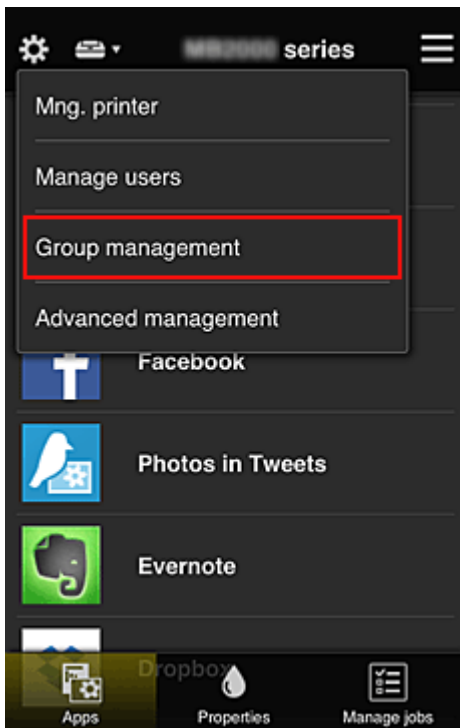 series
Mng. printer
Manage users
Group management
Advanced management
Facebook
Photos in Tweets
Evernote
Dropbox
Apps
Properties
Manage jobs